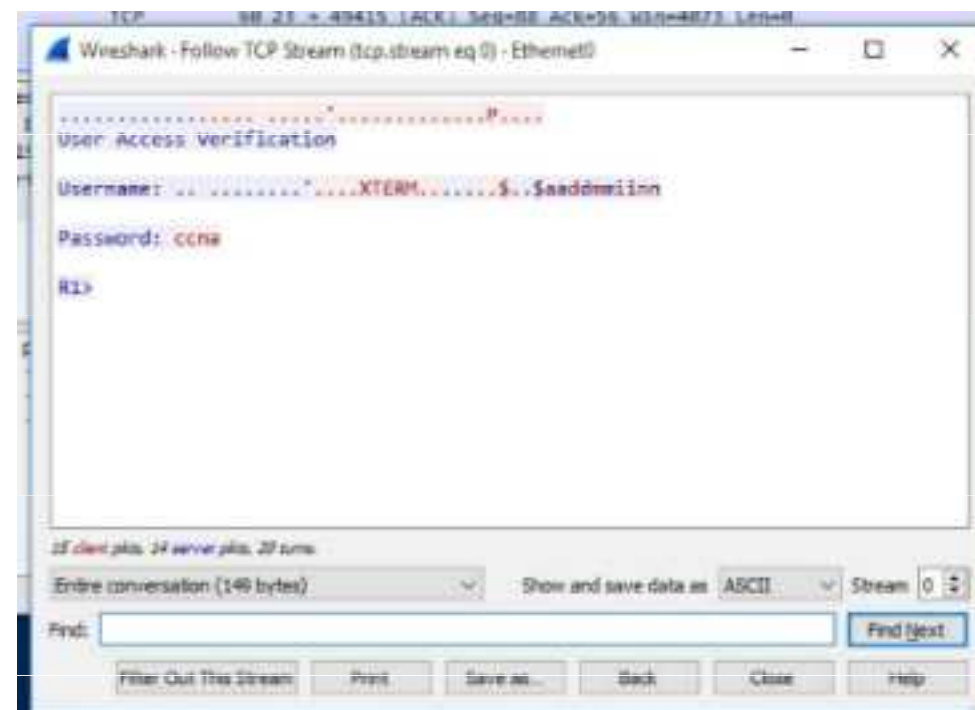 TCP 60 23 → 49415 [ACK] Seq=88 Ack=56 Win=4073 Len=0
Wireshark - Follow TCP Stream (tcp.stream eq 0) - Ethernet0
.................. .....'..............P....
User Access Verification
Username: .. ........'....XTERM.......$..$aaddmmiinn
Password: ccna
R1>
15 client pkts, 14 server pkts, 20 turns.
Entire conversation (149 bytes)
Show and save data as ASCII
Stream 0
Find:
Find Next
Filter Out This Stream
Print
Save as...
Back
Close
Help